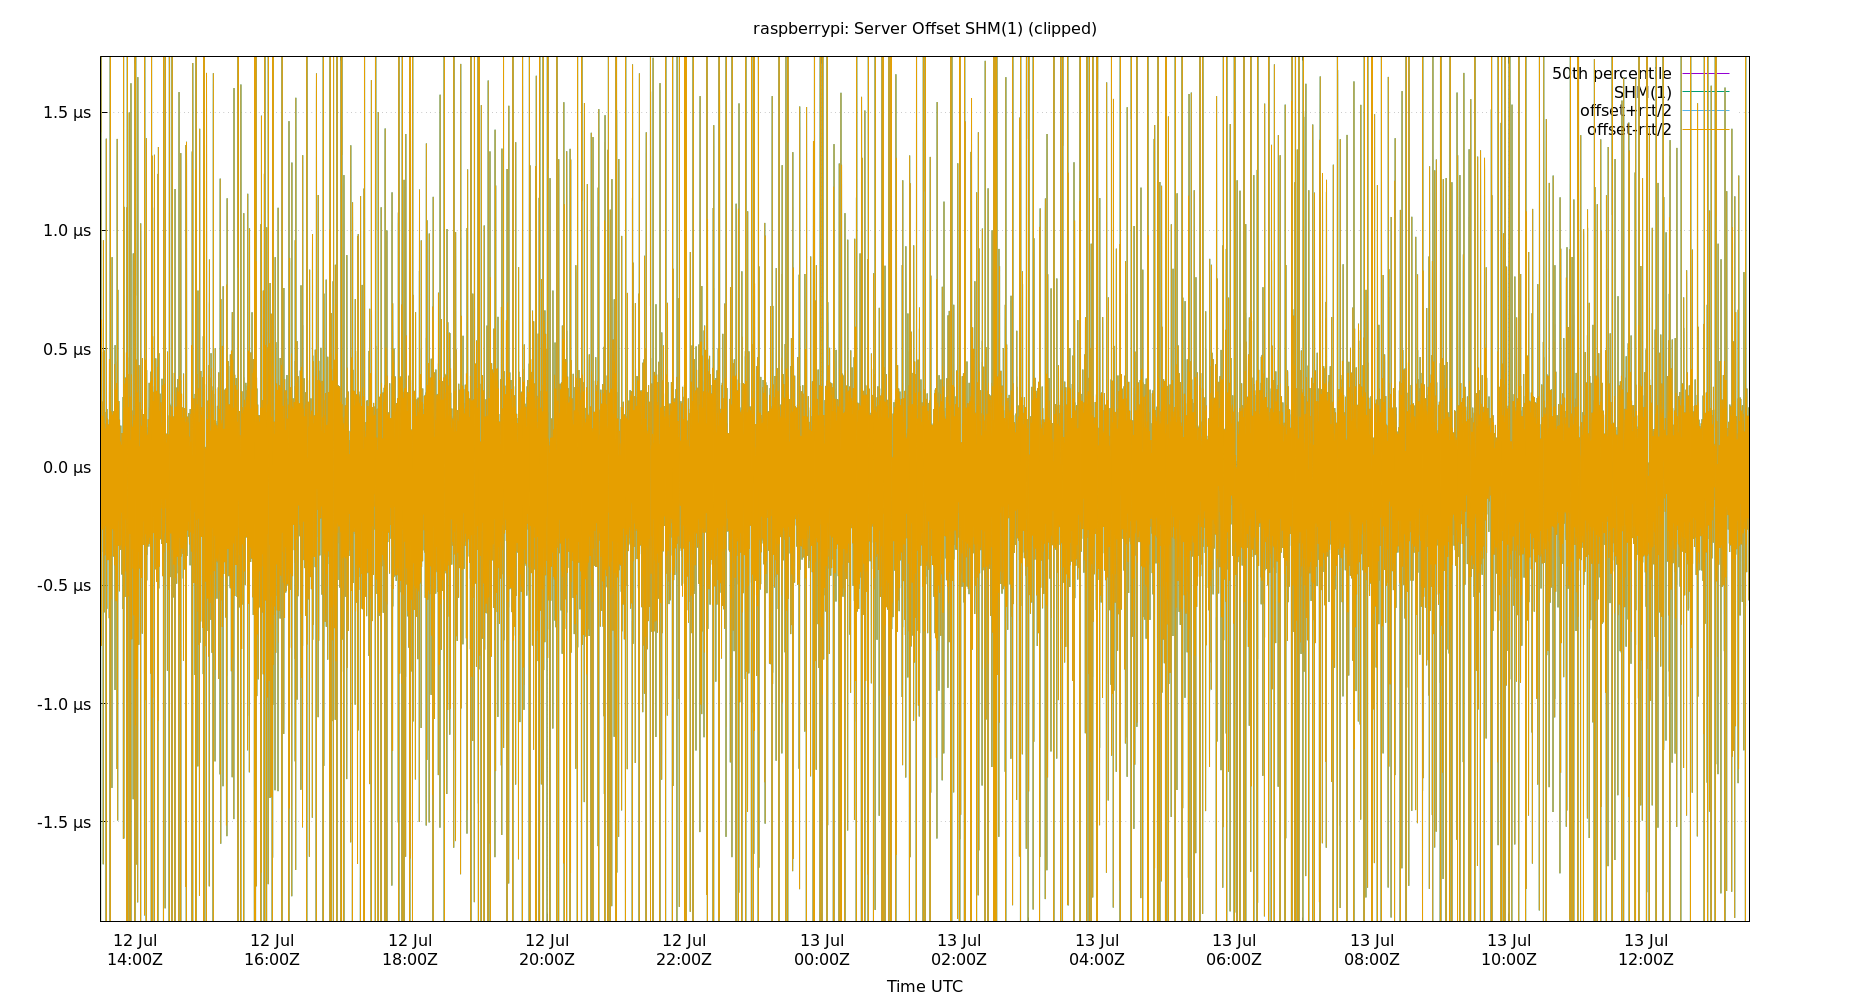 raspberrypi: Server Offset SHM(1) (clipped)
50th percentile
SHM(1)
offset+rtt/2
offset-rtt/2
1.5 µs
1.0 µs
0.5 µs
0.0 µs
-0.5 µs
-1.0 µs
-1.5 µs
12 Jul 12 Jul 12 Jul 12 Jul 12 Jul 13 Jul 13 Jul 13 Jul 13 Jul 13 Jul 13 Jul 13 Jul
14:00Z 16:00Z 18:00Z 20:00Z 22:00Z 00:00Z 02:00Z 04:00Z 06:00Z 08:00Z 10:00Z 12:00Z
Time UTC